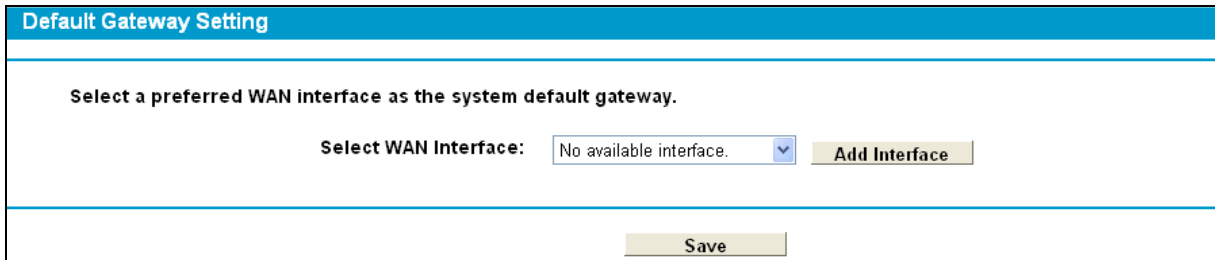 Default Gateway Setting
Select a preferred WAN interface as the system default gateway.
Select WAN Interface: No available interface. Add Interface
Save